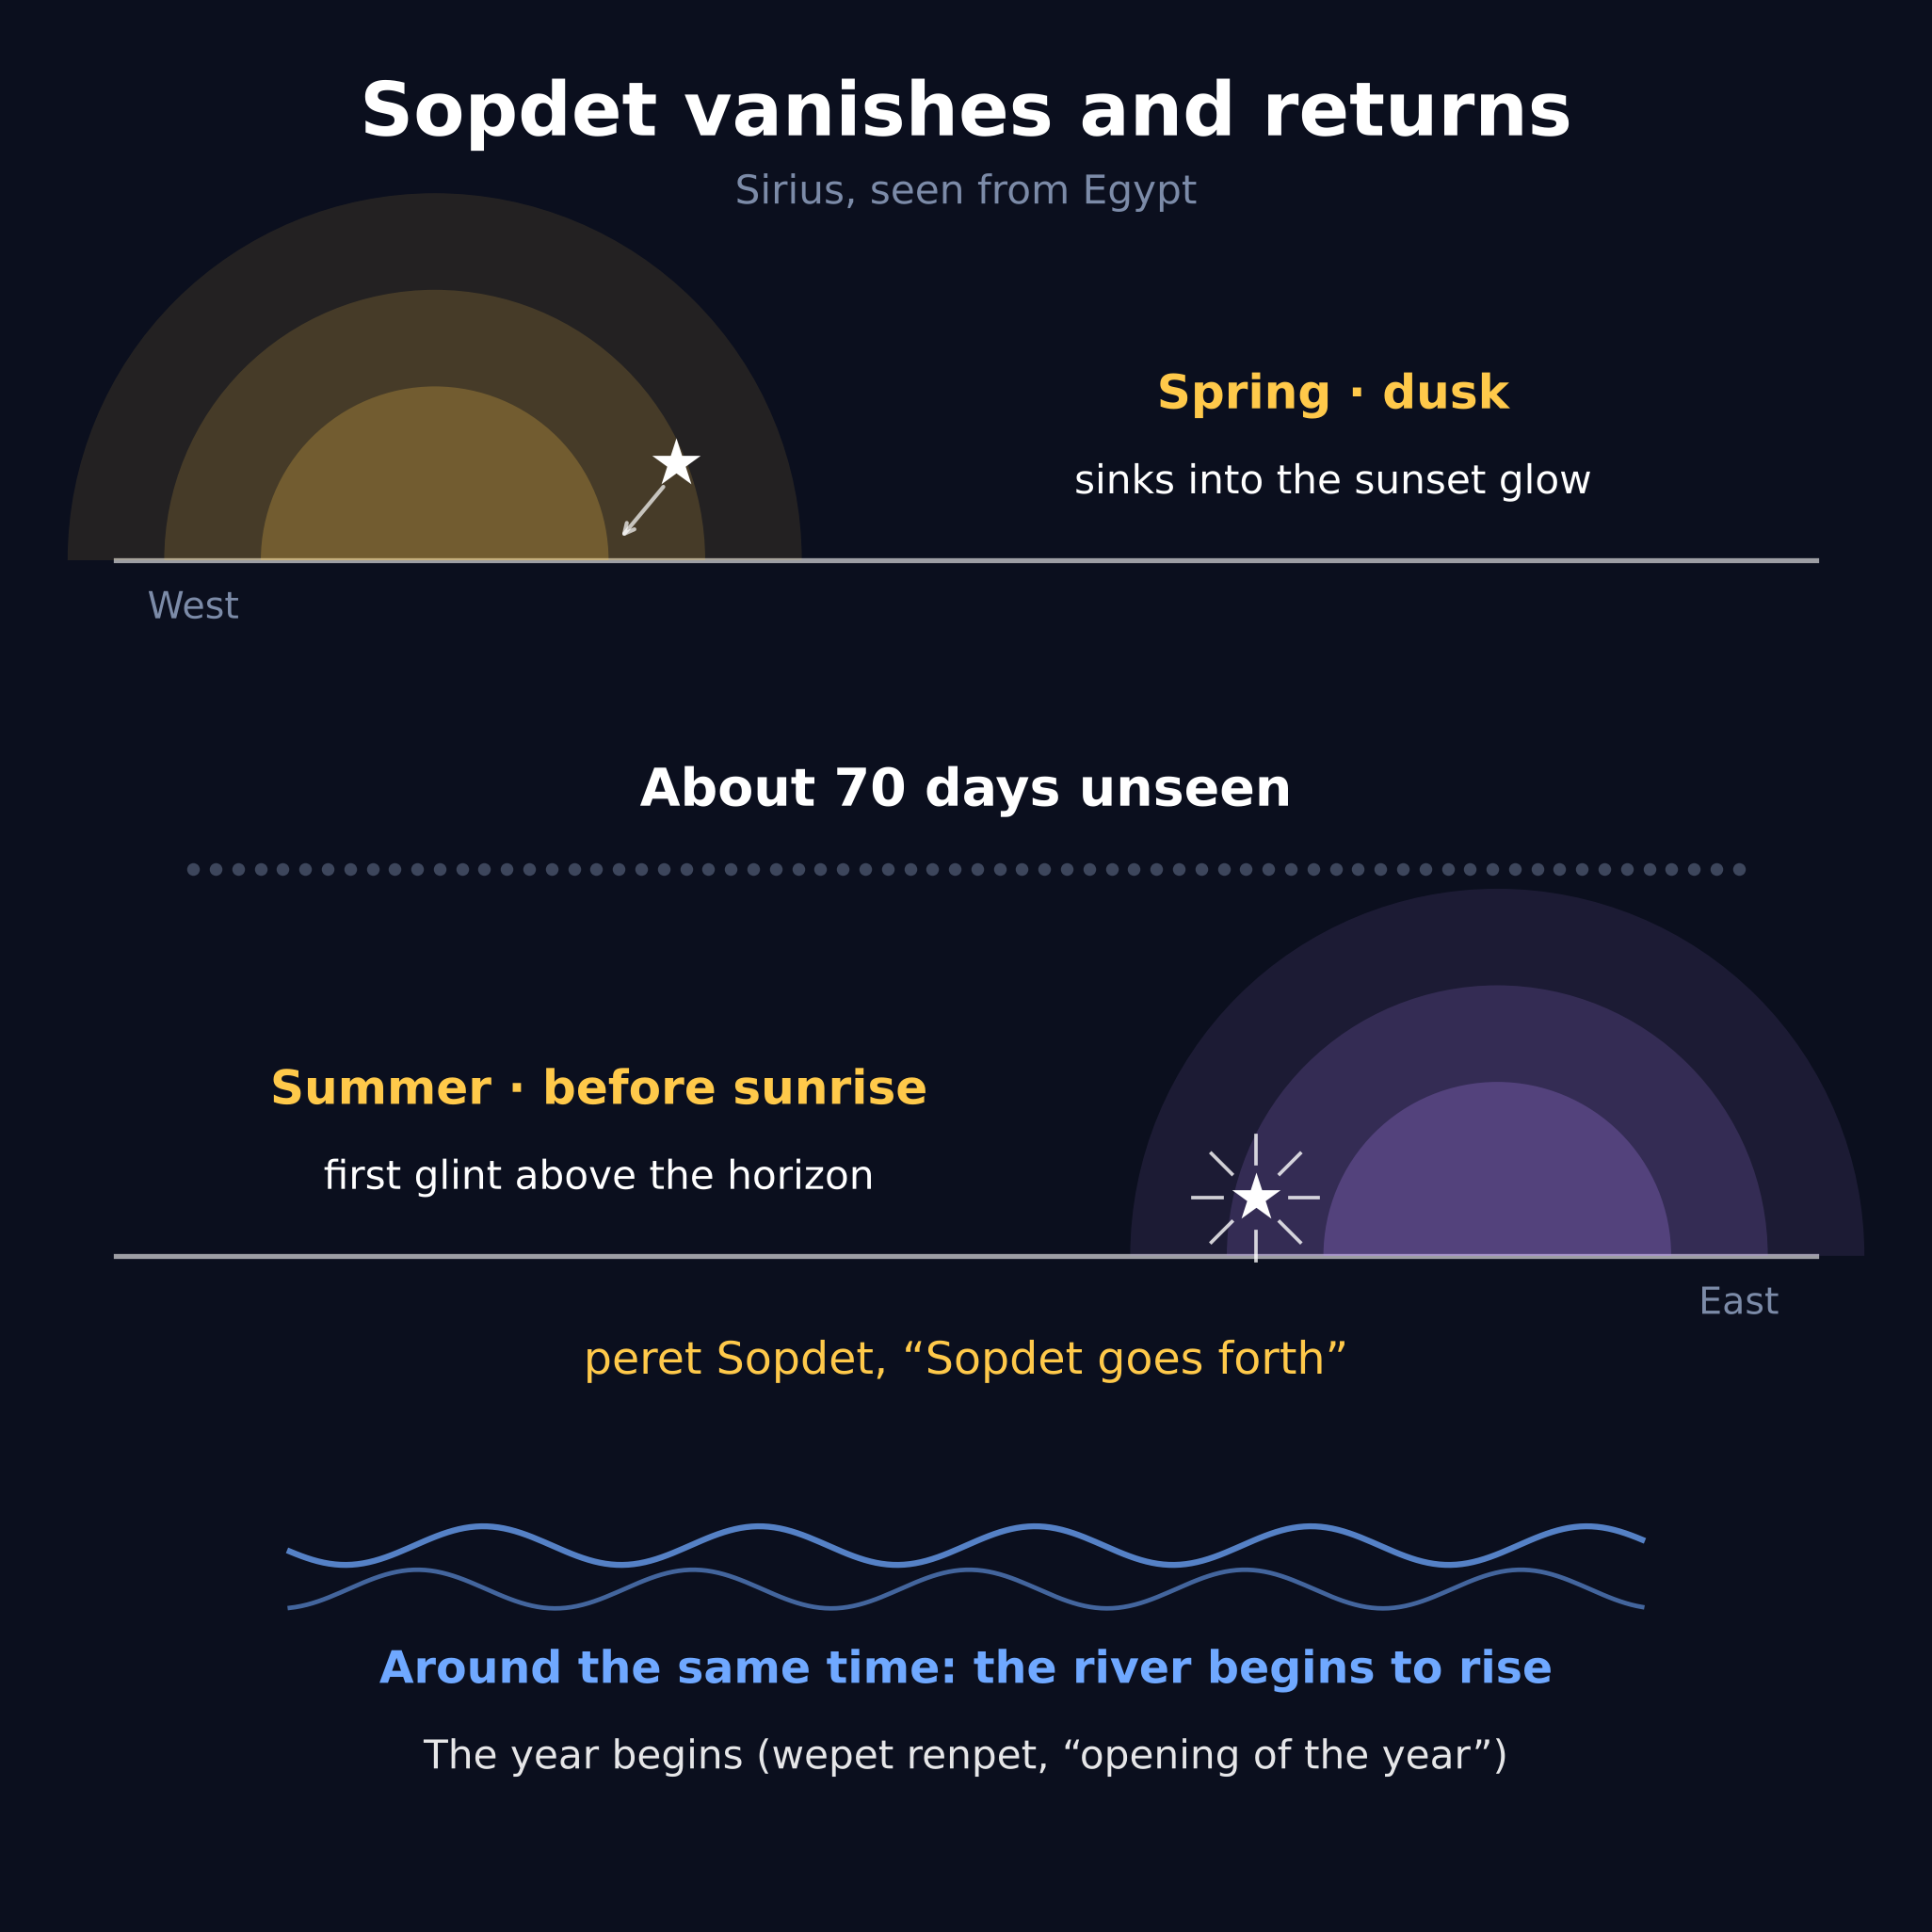 Sopdet vanishes and returns
Sirius, seen from Egypt
Spring · dusk
sinks into the sunset glow
West
About 70 days unseen
Summer · before sunrise
first glint above the horizon
East
peret Sopdet, “Sopdet goes forth”
Around the same time: the river begins to rise
The year begins (wepet renpet, “opening of the year”)